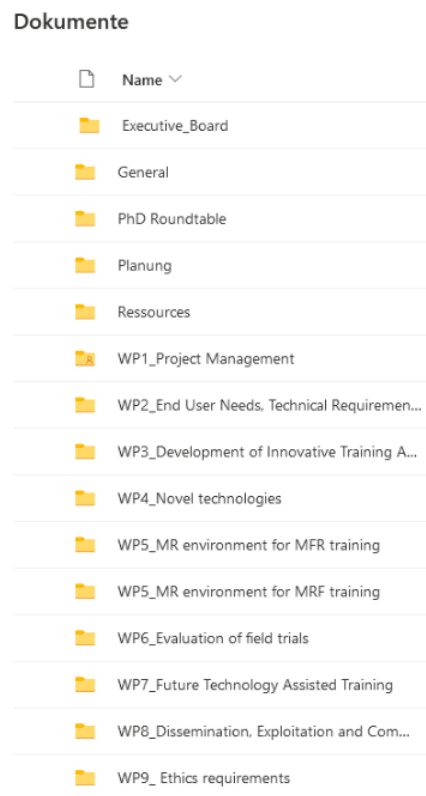 Dokumente
Name
Executive_Board
General
PhD Roundtable
Planung
Ressources
WP1_Project Management
WP2_End User Needs, Technical Requiremen...
WP3_Development of Innovative Training A...
WP4_Novel technologies
WP5_MR environment for MFR training
WP5_MR environment for MRF training
WP6_Evaluation of field trials
WP7_Future Technology Assisted Training
WP8_Dissemination, Exploitation and Com...
WP9_ Ethics requirements